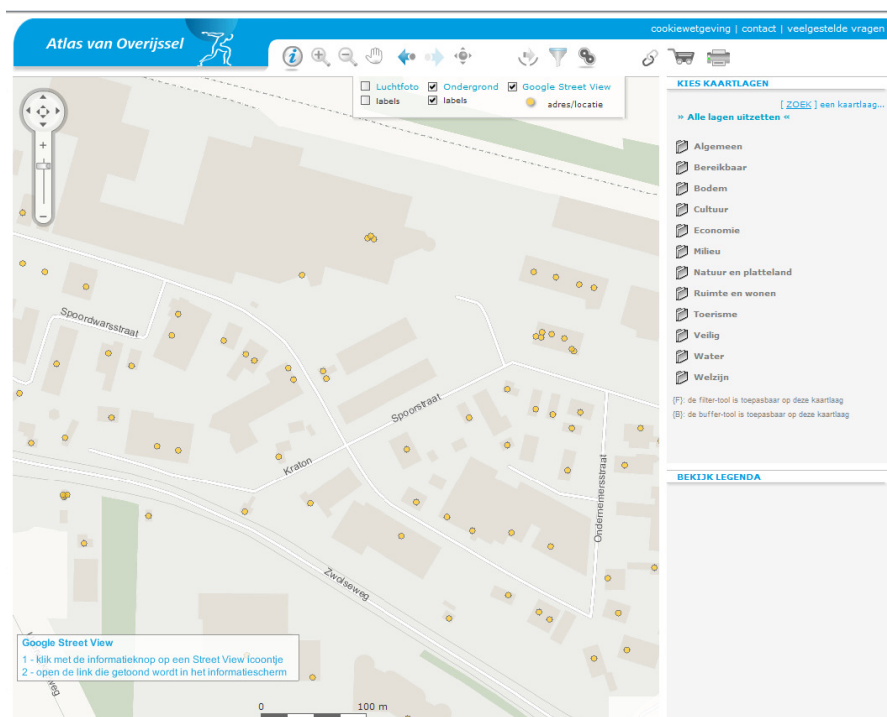 cookiewetgeving | contact | veelgestelde vragen
Atlas van Overijssel
Luchtfoto Ondergrond Google Street View
labels labels adres/locatie
KIES KAARTLAGEN
[ ZOEK ] een kaartlaag...
» Alle lagen uitzetten «
Algemeen
Bereikbaar
Bodem
Cultuur
Economie
Milieu
Natuur en platteland
Ruimte en wonen
Toerisme
Veilig
Water
Welzijn
(F): de filter-tool is toepasbaar op deze kaartlaag
(B): de buffer-tool is toepasbaar op deze kaartlaag
BEKIJK LEGENDA
Spoordwarsstraat
Spoorstraat
Kraton
Ondernemersstraat
Zwolseweg
Google Street View
1 - klik met de informatieknop op een Street View icoontje
2 - open de link die getoond wordt in het informatiescherm
0 100 m